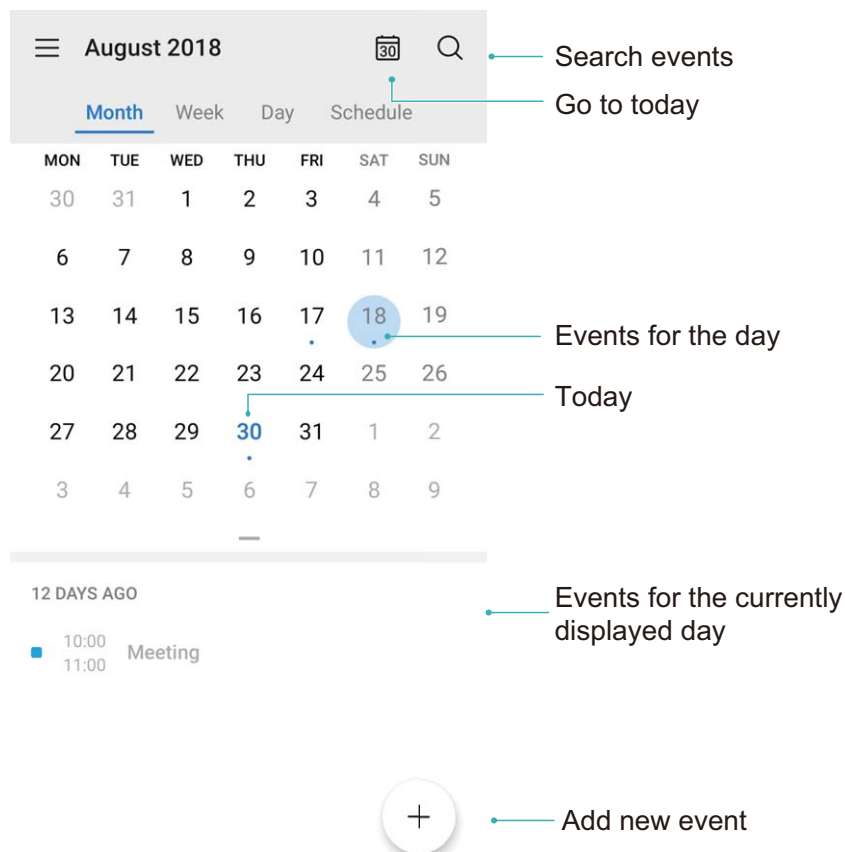 August 2018
30
Search events
Go to today
Month Week Day Schedule
MON TUE WED THU FRI SAT SUN
30 31 1 2 3 4 5
6 7 8 9 10 11 12
13 14 15 16 17 18 19
Events for the day
20 21 22 23 24 25 26
Today
27 28 29 30 31 1 2
3 4 5 6 7 8 9
12 DAYS AGO
Events for the currently
displayed day
10:00
11:00
Meeting
Add new event